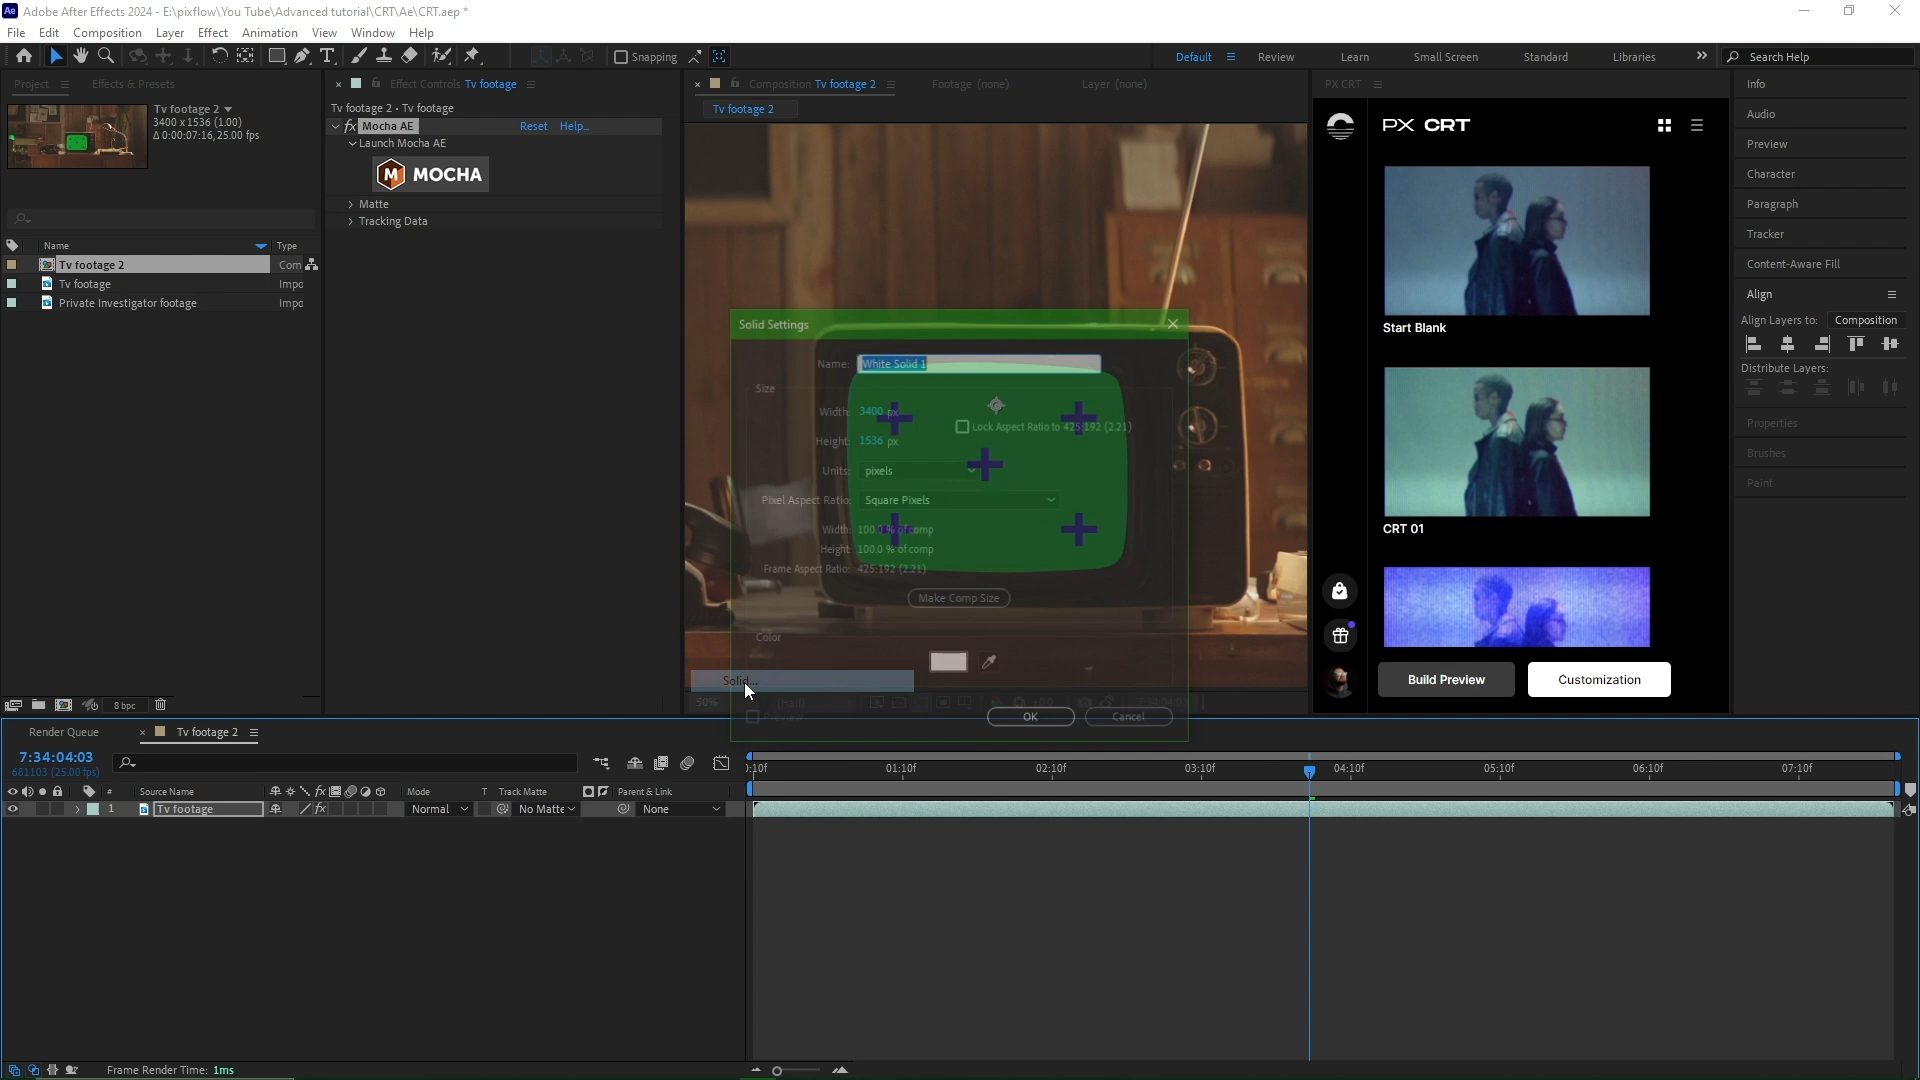 Adobe After Effects 2024 - E:\pixflow\You Tube\Advanced tutorial\CRT\Ae\CRT.aep *
File Edit Composition Layer Effect Animation View Window Help
Snapping
Default Review Learn Small Screen Standard Libraries Search Help
Project Effects & Presets
Tv footage 2
3400 x 1536 (1.00)
Δ 0:00:07:16, 25.00 fps
Name Type
Tv footage 2 Com
Tv footage Impo
Private Investigator footage Impo
8 bpc
Effect Controls Tv footage
Tv footage 2 • Tv footage
fx Mocha AE Reset Help...
Launch Mocha AE
M MOCHA
Matte
Tracking Data
Composition Tv footage 2 Footage (none) Layer (none)
Tv footage 2
Solid Settings
Name: White Solid 1
Size
Width: 3400 px
Lock Aspect Ratio to 425:192 (2.21)
Height: 1536 px
Units: pixels
Pixel Aspect Ratio: Square Pixels
Width: 100.0 % of comp
Height: 100.0 % of comp
Frame Aspect Ratio: 425:192 (2.21)
Make Comp Size
Color
Solid...
50% (Half)
Preview
OK Cancel
PX CRT
PX CRT
Start Blank
CRT 01
Build Preview Customization
Info
Audio
Preview
Character
Paragraph
Tracker
Content-Aware Fill
Align
Align Layers to: Composition
Distribute Layers:
Properties
Brushes
Paint
Render Queue Tv footage 2
7:34:04:03
681103 (25.00 fps)
# Source Name fx Mode T Track Matte Parent & Link
1 Tv footage fx Normal No Matte None
):10f 01:10f 02:10f 03:10f 04:10f 05:10f 06:10f 07:10f
Frame Render Time: 1ms